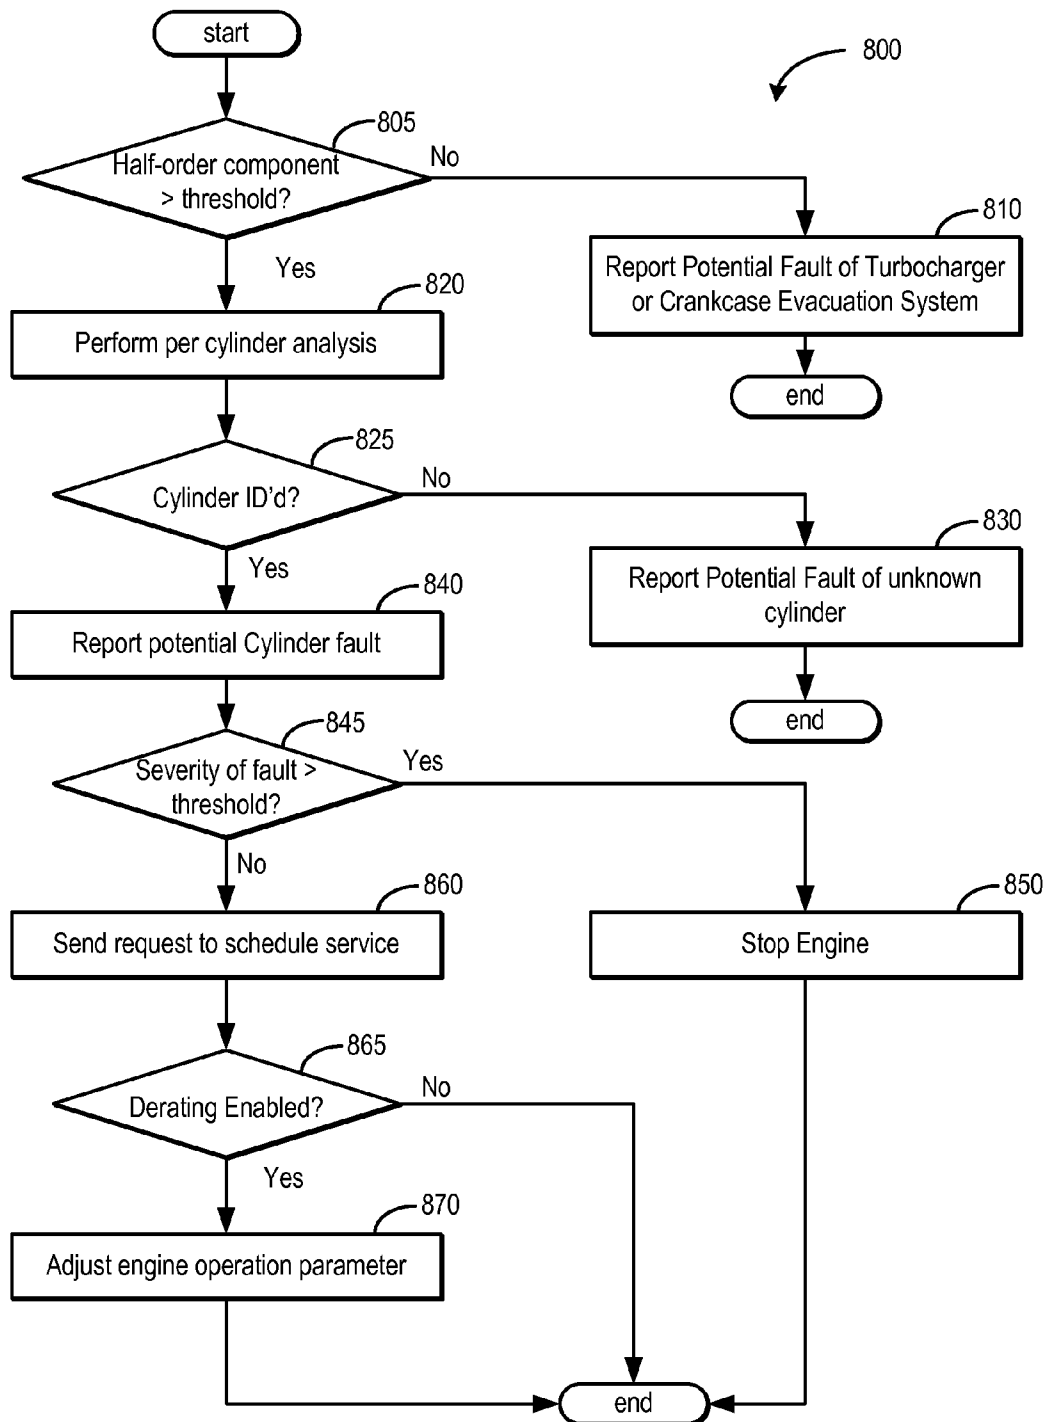 start
800
805
Half-order component
> threshold?
No
Yes
810
Report Potential Fault of Turbocharger
or Crankcase Evacuation System
end
820
Perform per cylinder analysis
825
Cylinder ID'd?
No
Yes
830
Report Potential Fault of unknown
cylinder
end
840
Report potential Cylinder fault
845
Severity of fault >
threshold?
Yes
No
860
Send request to schedule service
850
Stop Engine
865
Derating Enabled?
No
Yes
870
Adjust engine operation parameter
end